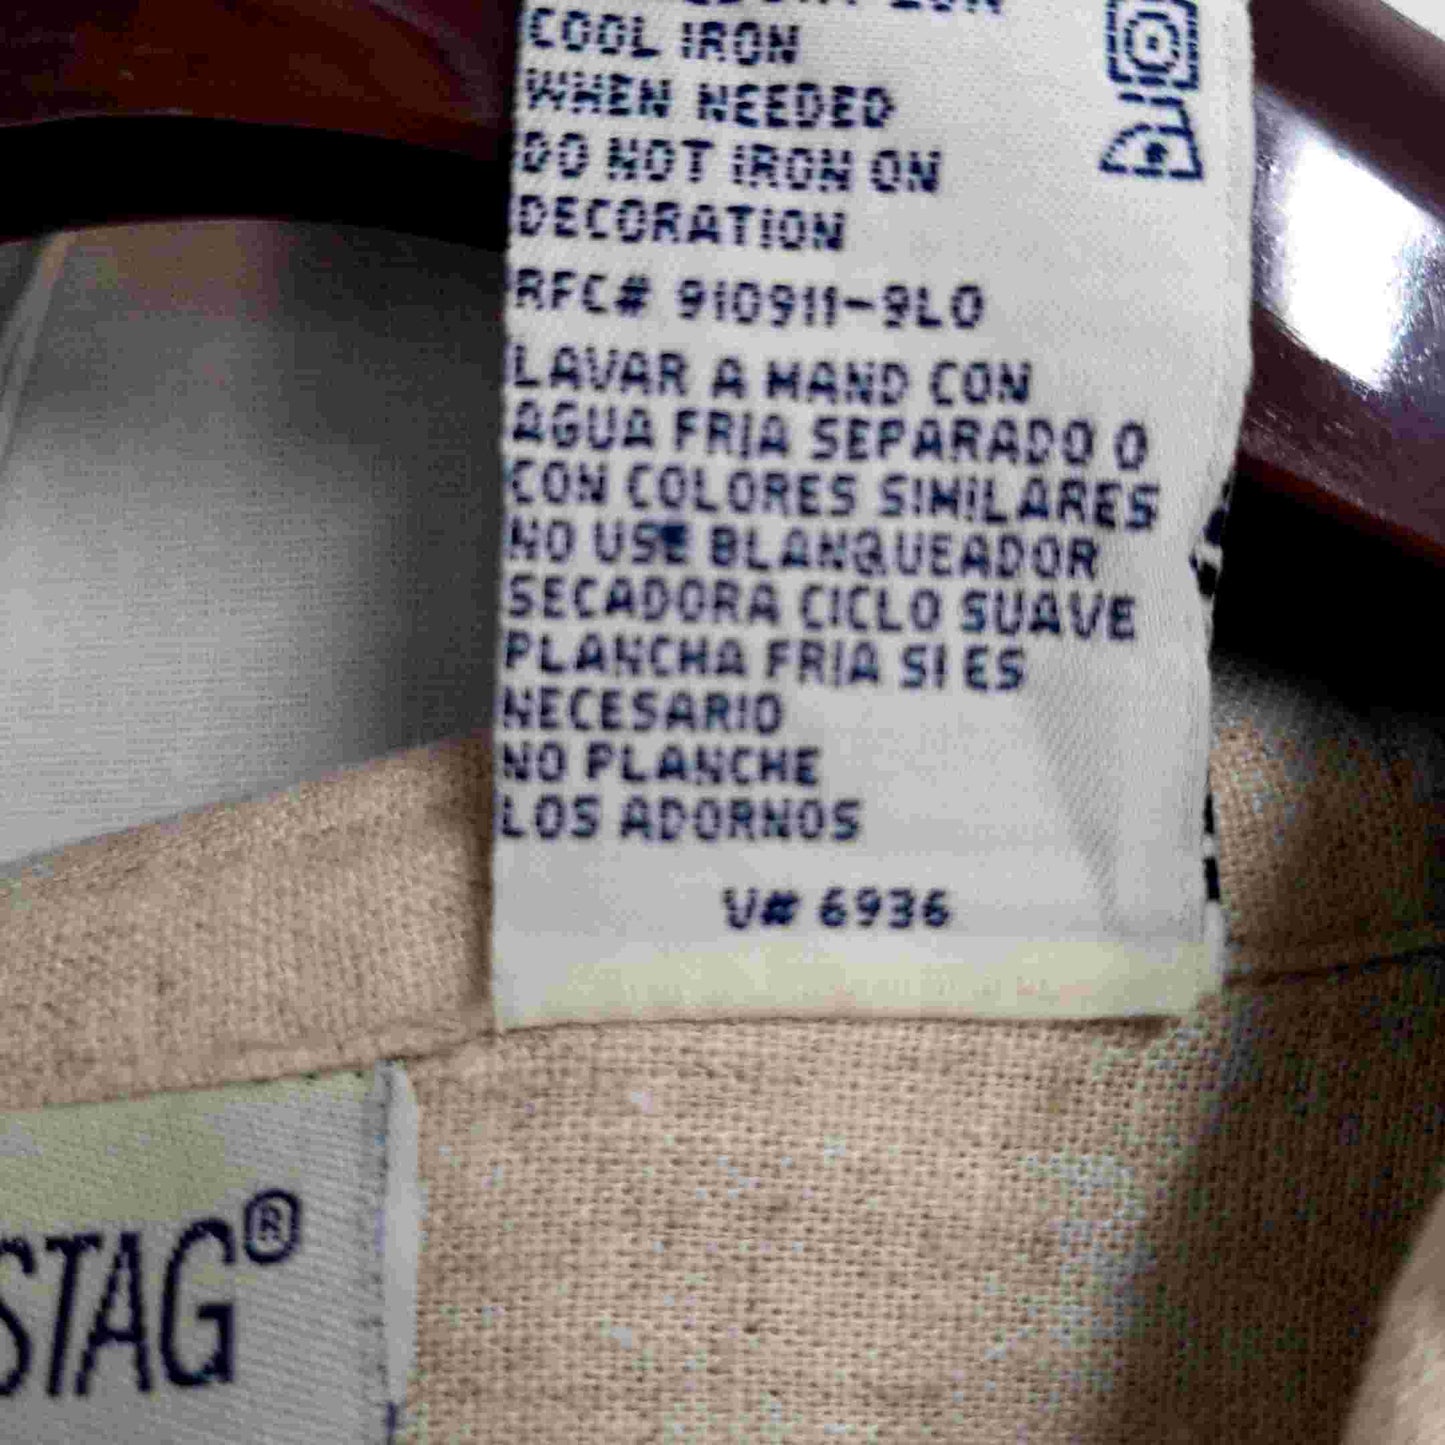 COOL IRON
WHEN NEEDED
DO NOT IRON ON
DECORATION
RFC# 910911-9L0
LAVAR A MAND CON
AGUA FRIA SEPARADO O
CON COLORES SIMILARES
NO USE BLANQUEADOR
SECADORA CICLO SUAVE
PLANCHA FRIA SI ES
NECESARIO
NO PLANCHE
LOS ADORNOS
V# 6936
STAG®